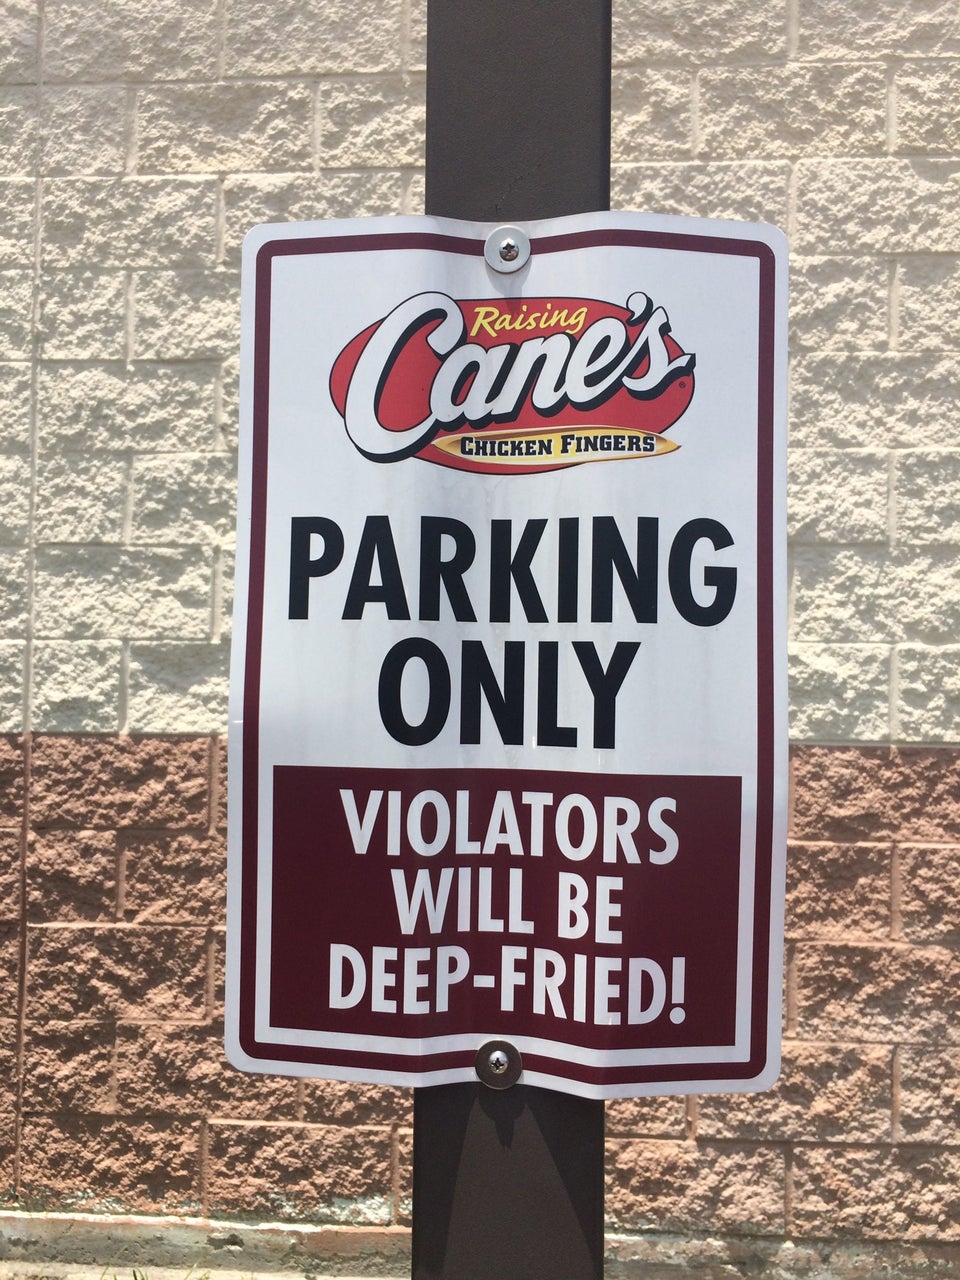 Raising
Cane's
CHICKEN FINGERS
PARKING
ONLY
VIOLATORS
WILL BE
DEEP-FRIED!